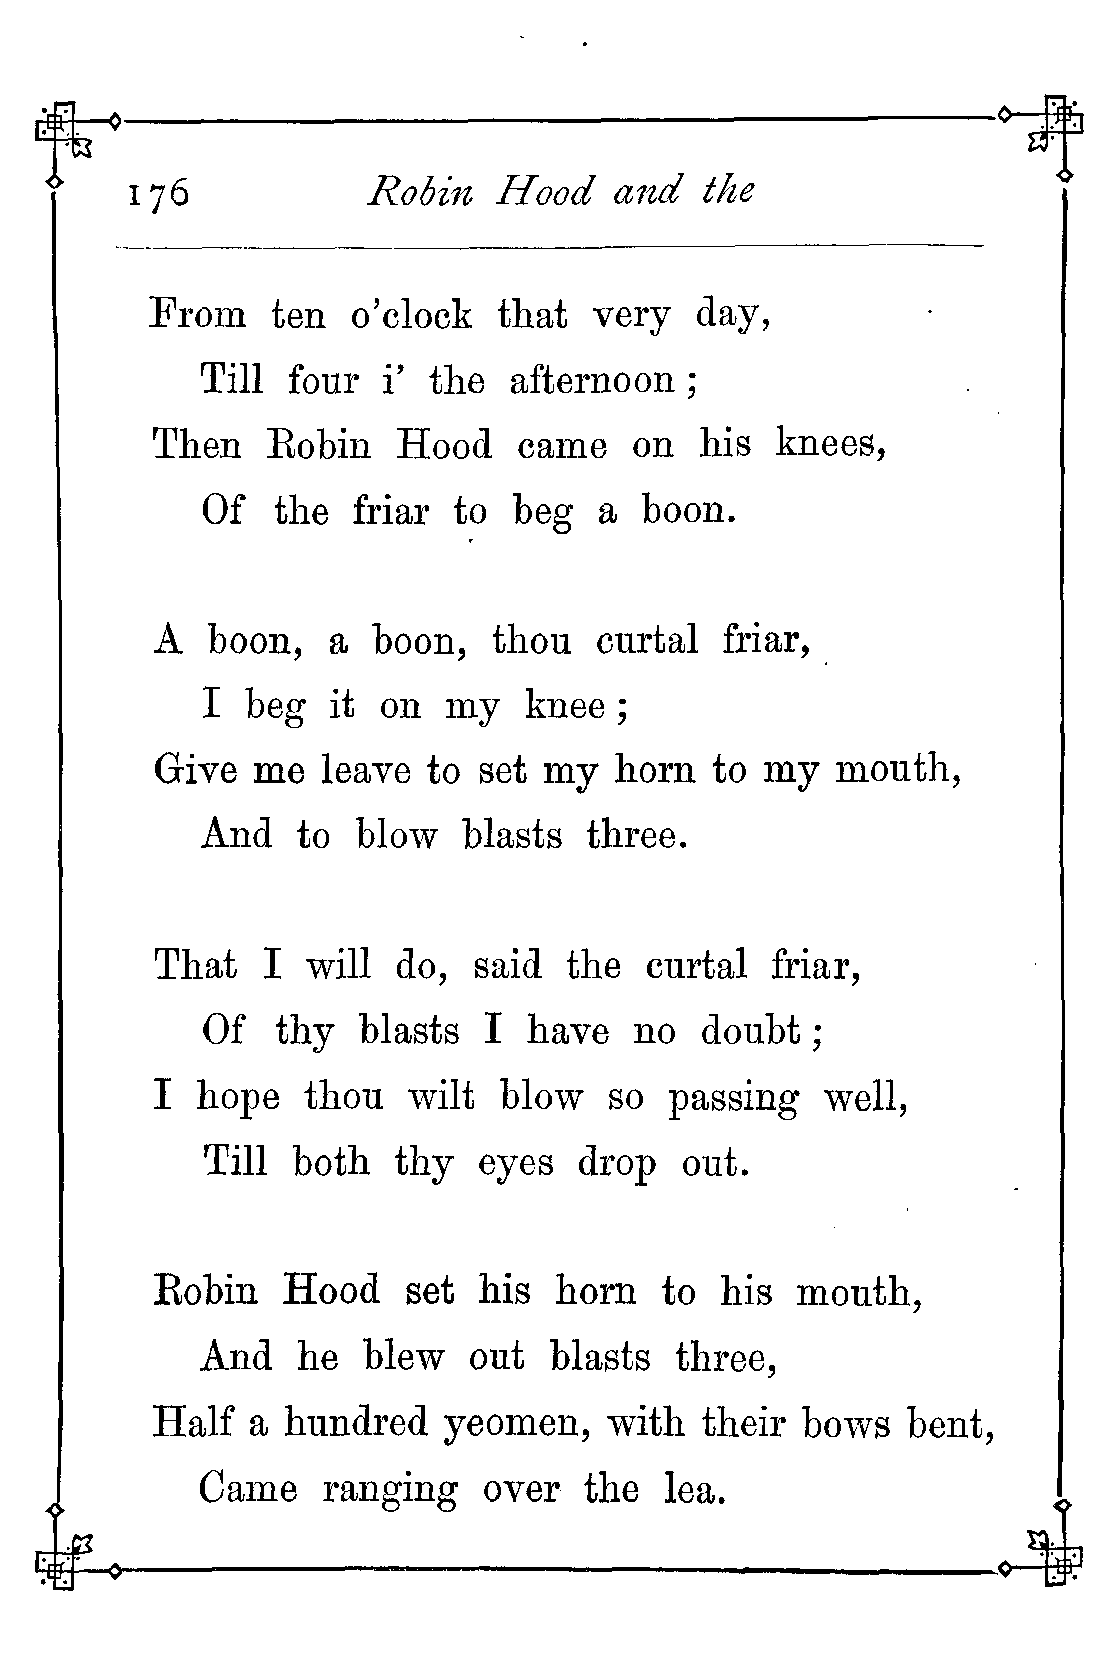 176 Robin Hood and the
From ten o'clock that very day,
Till four i' the afternoon ;
Then Robin Hood came on his knees,
Of the friar to beg a boon.
A boon, a boon, thou curtal friar,
I beg it on my knee ;
Give me leave to set my horn to my mouth,
And to blow blasts three.
That I will do, said the curtal friar,
Of thy blasts I have no doubt ;
I hope thou wilt blow so passing well,
Till both thy eyes drop out.
Robin Hood set his horn to his mouth,
And he blew out blasts three,
Half a hundred yeomen, with their bows bent,
Came ranging over the lea.